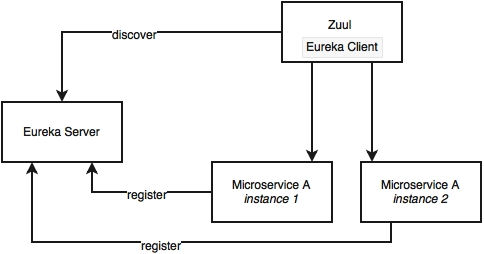 Zuul
Eureka Client
discover
Eureka Server
Microservice A
instance 1
Microservice A
instance 2
register
register